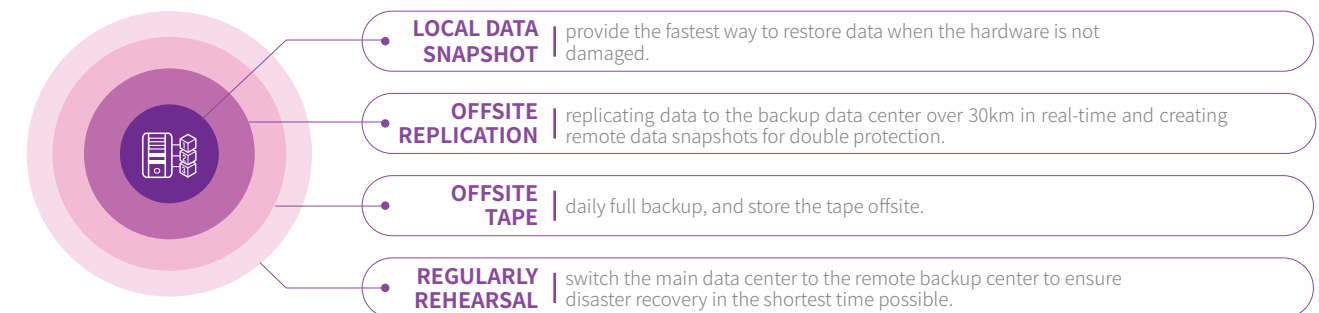 LOCAL DATA
SNAPSHOT
provide the fastest way to restore data when the hardware is not
damaged.
OFFSITE
REPLICATION
replicating data to the backup data center over 30km in real-time and creating
remote data snapshots for double protection.
OFFSITE
TAPE
daily full backup, and store the tape offsite.
REGULARLY
REHEARSAL
switch the main data center to the remote backup center to ensure
disaster recovery in the shortest time possible.